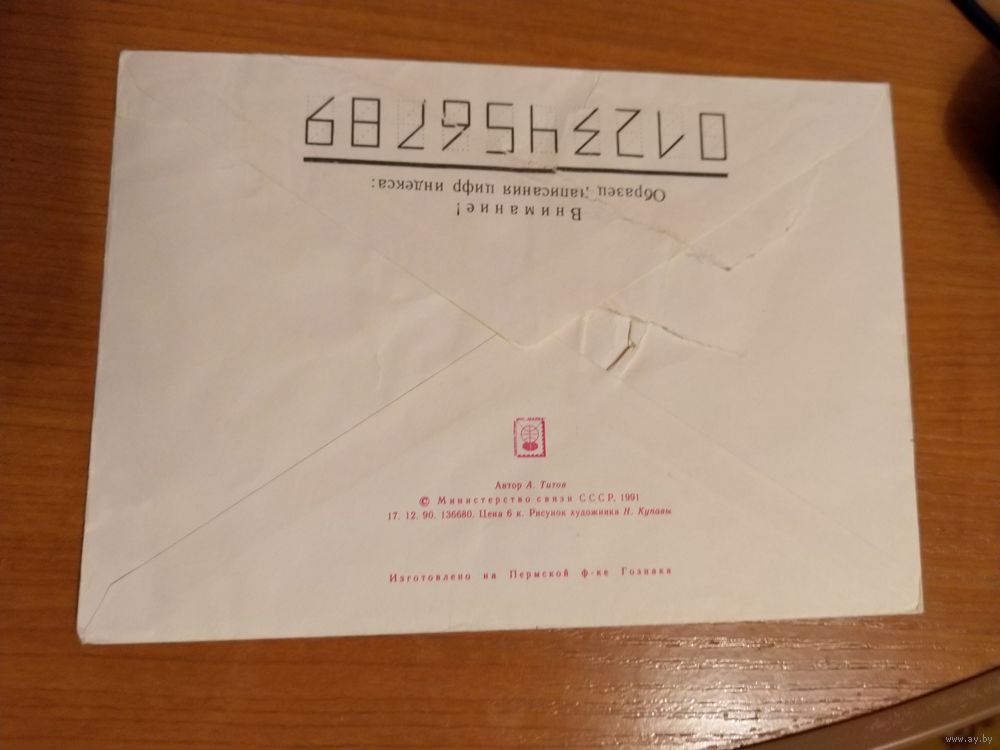 0123456789
Образец написания цифр индекса:
Внимание!
Автор А. Титов
© Министерство связи СССР, 1991
17. 12. 90. 136680. Цена 6 к. Рисунок художника Н. Купавы
Изготовлено на Пермской ф-ке Гознака
www.ay.by